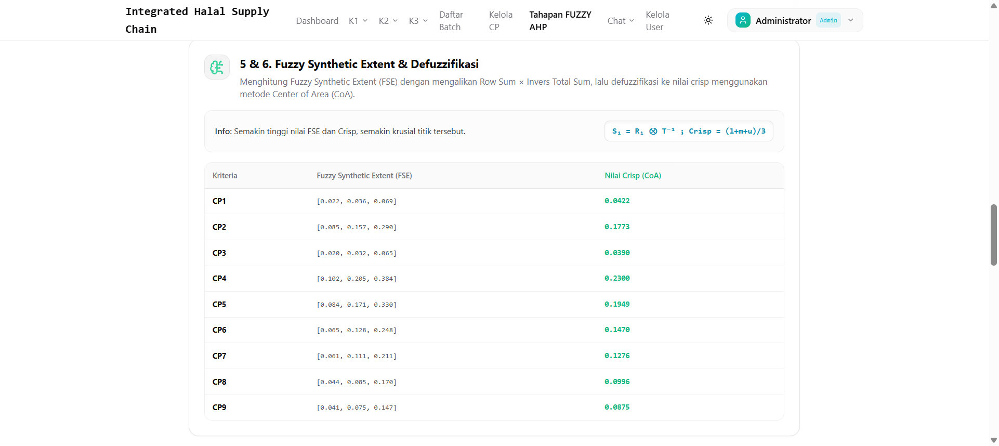 Integrated Halal Supply
Chain
Dashboard
K1
K2
K3
Daftar
Batch
Kelola
CP
Tahapan FUZZY
AHP
Chat
Kelola
User
Administrator
Admin
5 & 6. Fuzzy Synthetic Extent & Defuzzifikasi
Menghitung Fuzzy Synthetic Extent (FSE) dengan mengalikan Row Sum × Invers Total Sum, lalu defuzzifikasi ke nilai crisp menggunakan
metode Center of Area (CoA).
Info: Semakin tinggi nilai FSE dan Crisp, semakin krusial titik tersebut.
Sᵢ = Rᵢ ⊗ T⁻¹ ; Crisp = (l+m+u)/3
Kriteria Fuzzy Synthetic Extent (FSE) Nilai Crisp (CoA)
CP1 [0.022, 0.036, 0.069] 0.0422
CP2 [0.085, 0.157, 0.290] 0.1773
CP3 [0.020, 0.032, 0.065] 0.0390
CP4 [0.102, 0.205, 0.384] 0.2300
CP5 [0.084, 0.171, 0.330] 0.1949
CP6 [0.065, 0.128, 0.248] 0.1470
CP7 [0.061, 0.111, 0.211] 0.1276
CP8 [0.044, 0.085, 0.170] 0.0996
CP9 [0.041, 0.075, 0.147] 0.0875